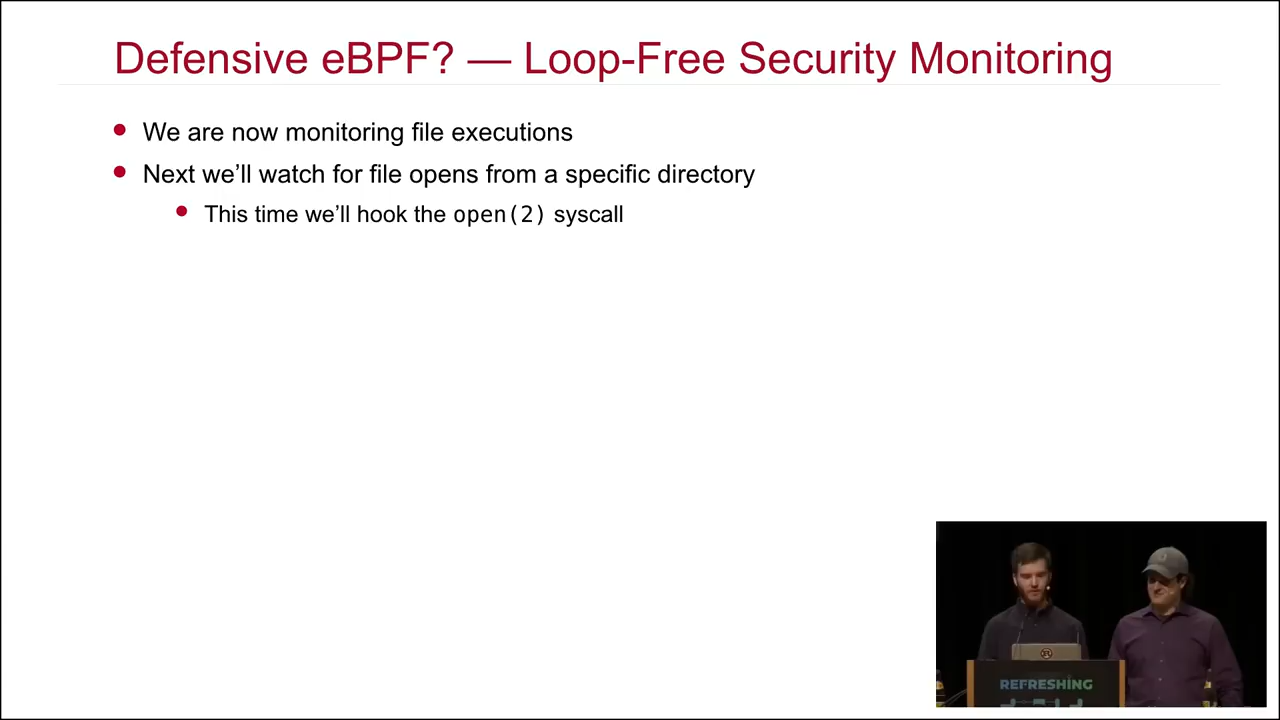 Defensive eBPF? — Loop-Free Security Monitoring
We are now monitoring file executions
Next we’ll watch for file opens from a specific directory
This time we’ll hook the open(2) syscall
REFRESHING